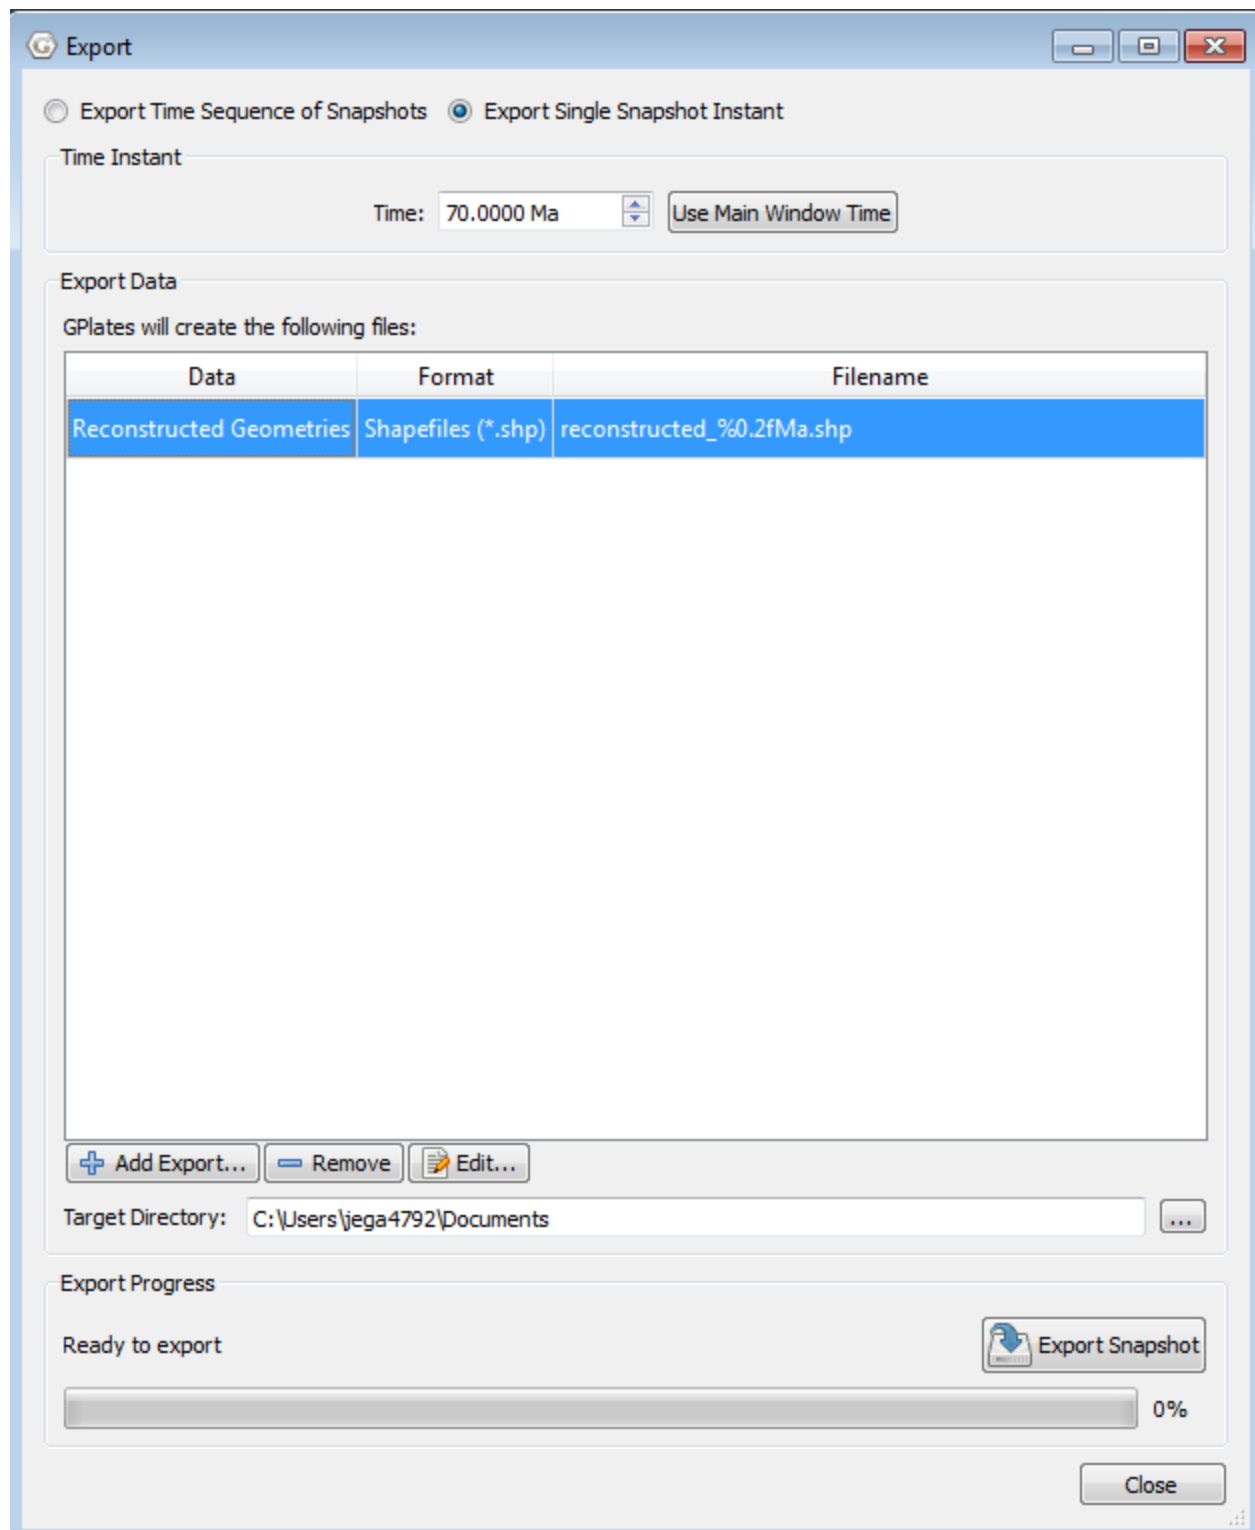 Export
Export Time Sequence of Snapshots Export Single Snapshot Instant
Time Instant
Time: 70.0000 Ma Use Main Window Time
Export Data
GPlates will create the following files:
Data Format Filename
Reconstructed Geometries Shapefiles (*.shp) reconstructed_%0.2fMa.shp
Add Export... Remove Edit...
Target Directory: C:\Users\jega4792\Documents ...
Export Progress
Ready to export Export Snapshot
0%
Close